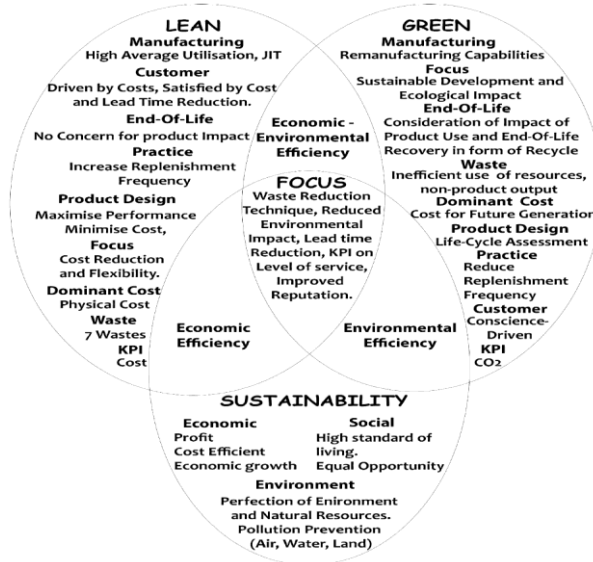 LEAN
Manufacturing
High Average Utilisation, JIT
Customer
Driven by Costs, Satisfied by Cost
and Lead Time Reduction.
End-Of-Life
No Concern for product Impact
Practice
Increase Replenishment
Frequency
Product Design
Maximise Performance
Minimise Cost,
Focus
Cost Reduction
and Flexibility.
Dominant Cost
Physical Cost
Waste
7 Wastes
KPI
Cost
GREEN
Manufacturing
Remanufacturing Capabilities
Focus
Sustainable Development and
Ecological Impact
End-Of-Life
Consideration of Impact of
Product Use and End-Of-Life
Recovery in form of Recycle
Waste
Inefficient use of resources,
non-product output
Dominant Cost
Cost for Future Generation
Product Design
Life-Cycle Assessment
Practice
Reduce
Replenishment
Frequency
Customer
Conscience-
Driven
KPI
CO2
Economic -
Environmental
Efficiency
FOCUS
Waste Reduction
Technique, Reduced
Environmental
Impact, Lead time
Reduction, KPI on
Level of service,
Improved
Reputation.
Economic
Efficiency
Environmental
Efficiency
SUSTAINABILITY
Economic
Profit
Cost Efficient
Economic growth
Social
High standard of
living.
Equal Opportunity
Environment
Perfection of Enironment
and Natural Resources.
Pollution Prevention
(Air, Water, Land)